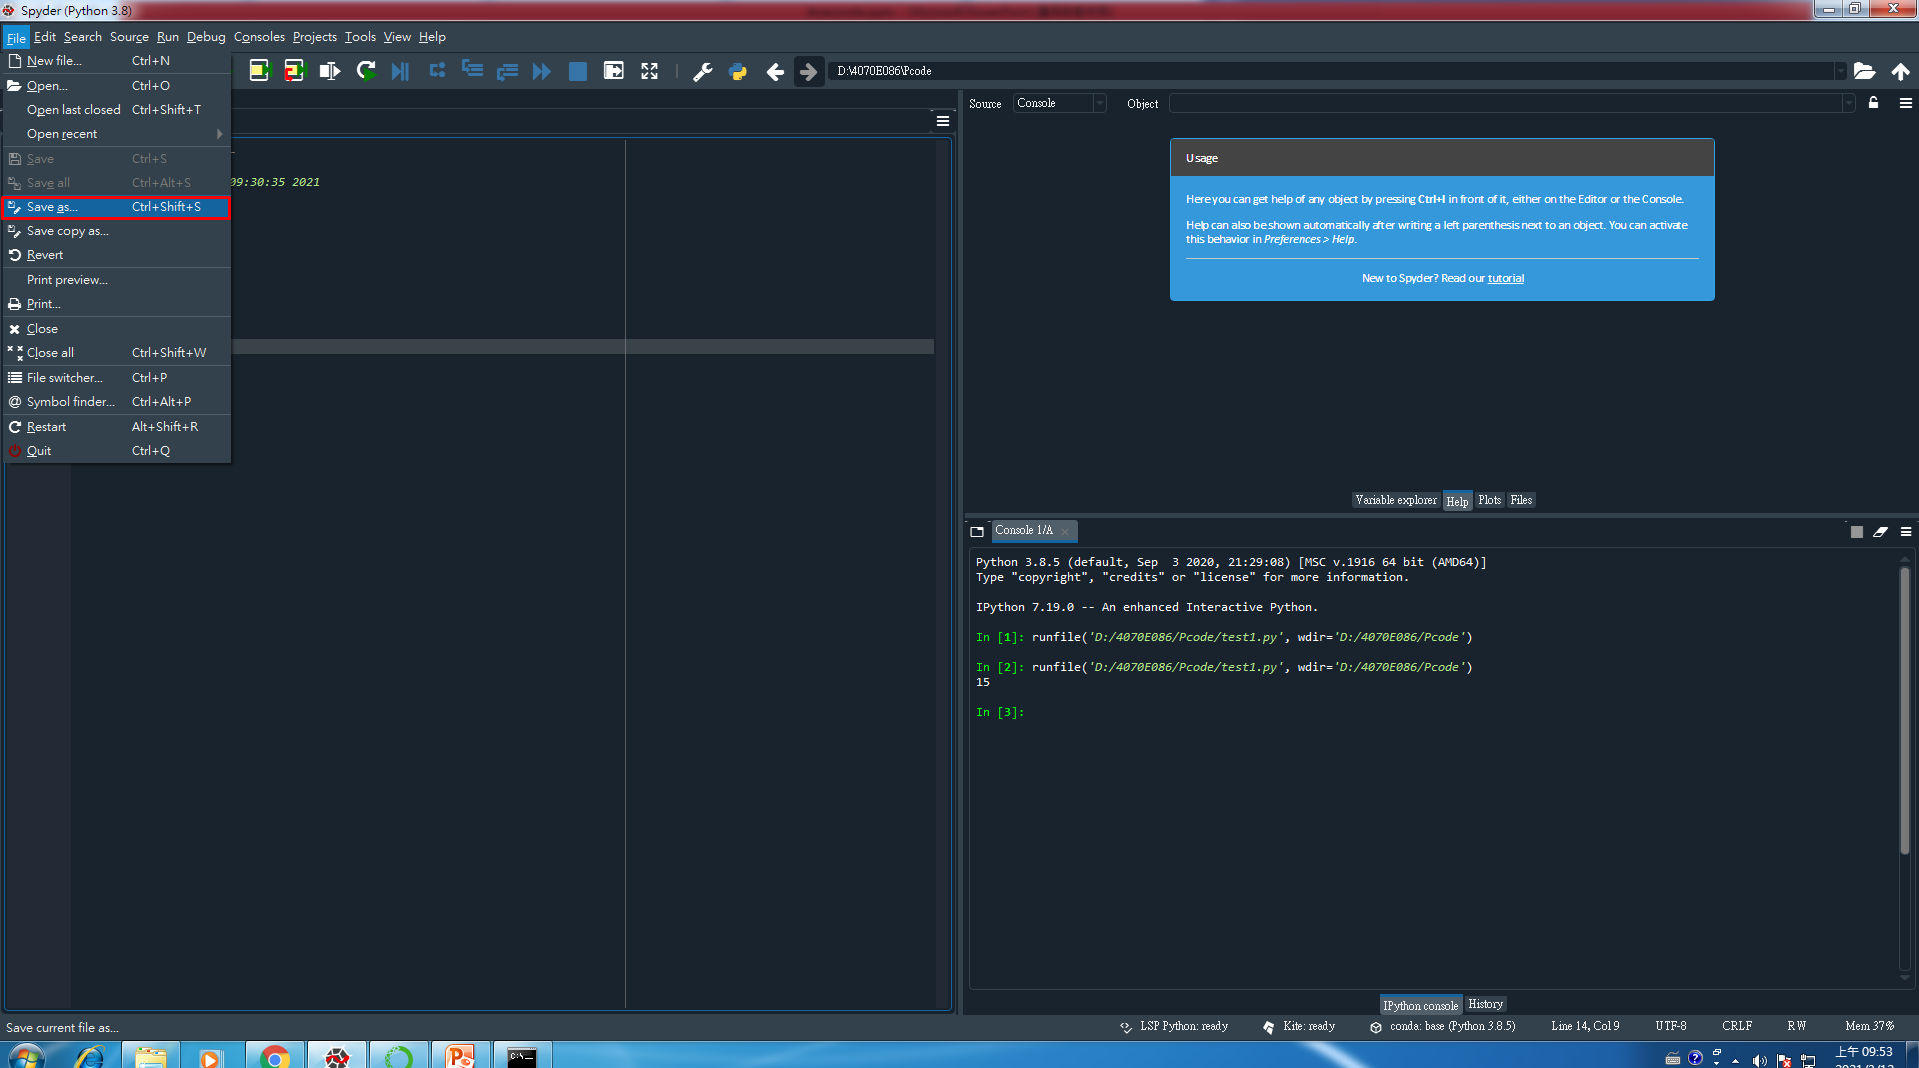 Spyder (Python 3.8)
File Edit Search Source Run Debug Consoles Projects Tools View Help
New file... Ctrl+N
Open... Ctrl+O
Open last closed Ctrl+Shift+T
Open recent
Save Ctrl+S
Save all Ctrl+Alt+S
Save as... Ctrl+Shift+S
Save copy as...
Revert
Print preview...
Print...
Close
Close all Ctrl+Shift+W
File switcher... Ctrl+P
Symbol finder... Ctrl+Alt+P
Restart Alt+Shift+R
Quit Ctrl+Q
09:30:35 2021
D:\4070E086\Pcode
Source Console Object
Usage
Here you can get help of any object by pressing Ctrl+I in front of it, either on the Editor or the Console.
Help can also be shown automatically after writing a left parenthesis next to an object. You can activate
this behavior in Preferences > Help.
New to Spyder? Read our tutorial
Variable explorer Help Plots Files
Console 1/A
Python 3.8.5 (default, Sep  3 2020, 21:29:08) [MSC v.1916 64 bit (AMD64)]
Type "copyright", "credits" or "license" for more information.
IPython 7.19.0 -- An enhanced Interactive Python.
In [1]: runfile('D:/4070E086/Pcode/test1.py', wdir='D:/4070E086/Pcode')
In [2]: runfile('D:/4070E086/Pcode/test1.py', wdir='D:/4070E086/Pcode')
15
In [3]:
IPython console History
Save current file as...
LSP Python: ready Kite: ready conda: base (Python 3.8.5) Line 14, Col 9 UTF-8 CRLF RW Mem 37%
C:\
上午 09:53